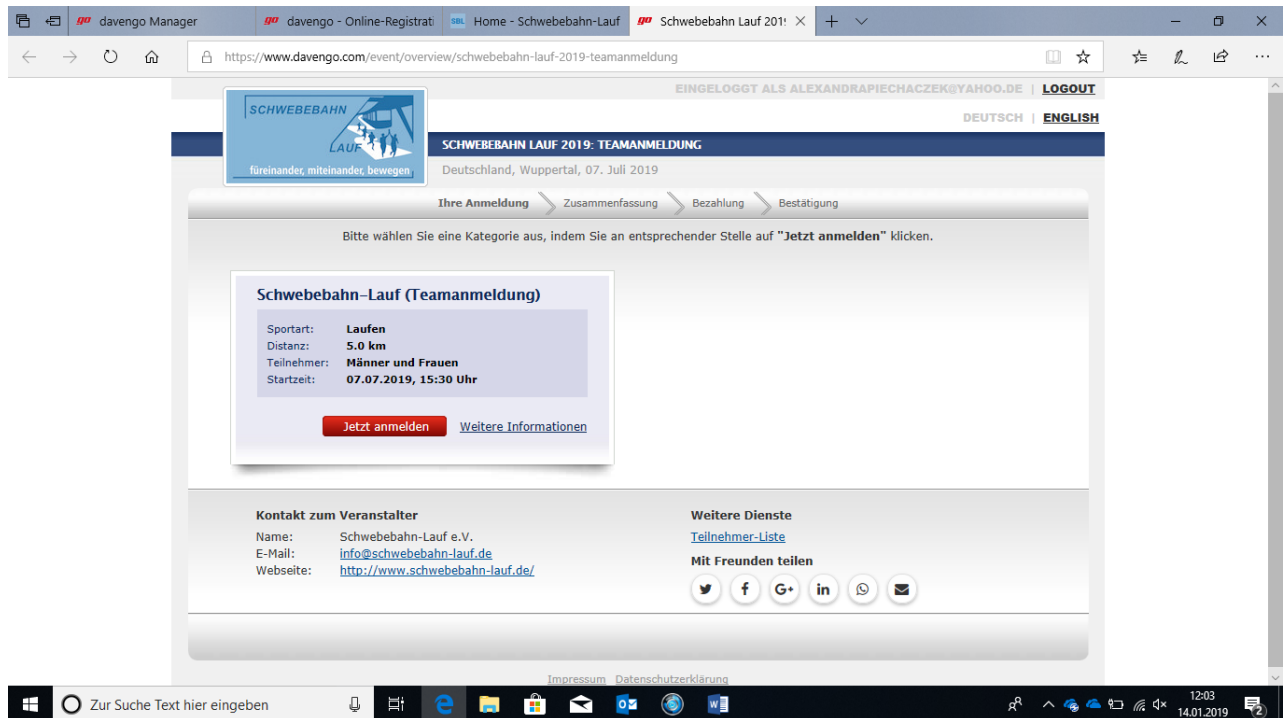 davengo Manager
davengo - Online-Registrati
SBL Home - Schwebebahn-Lauf
Schwebebahn Lauf 201
https://www.davengo.com/event/overview/schwebebahn-lauf-2019-teamanmeldung
EINGELOGGT ALS ALEXANDRAPIECHACZEK@YAHOO.DE | LOGOUT
DEUTSCH | ENGLISH
SCHWEBEBAHN
LAUF
füreinander, miteinander, bewegen
SCHWEBEBAHN LAUF 2019: TEAMANMELDUNG
Deutschland, Wuppertal, 07. Juli 2019
Ihre Anmeldung Zusammenfassung Bezahlung Bestätigung
Bitte wählen Sie eine Kategorie aus, indem Sie an entsprechender Stelle auf "Jetzt anmelden" klicken.
Schwebebahn-Lauf (Teamanmeldung)
Sportart: Laufen
Distanz: 5.0 km
Teilnehmer: Männer und Frauen
Startzeit: 07.07.2019, 15:30 Uhr
Jetzt anmelden Weitere Informationen
Kontakt zum Veranstalter
Name: Schwebebahn-Lauf e.V.
E-Mail: info@schwebebahn-lauf.de
Webseite: http://www.schwebebahn-lauf.de/
Weitere Dienste
Teilnehmer-Liste
Mit Freunden teilen
Impressum Datenschutzerklärung
Zur Suche Text hier eingeben
12:03
14.01.2019